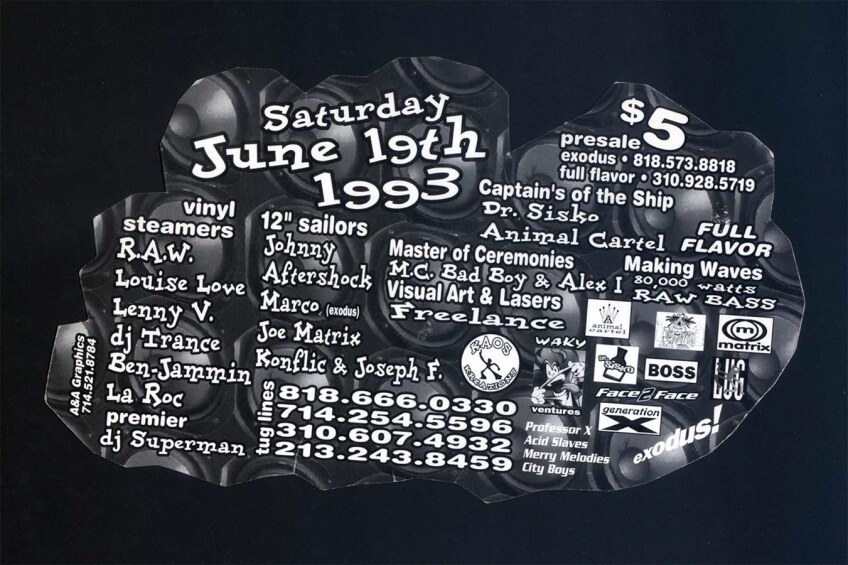 Saturday
June 19th
1993
$5
presale
exodus • 818.573.8818
full flavor • 310.928.5719
vinyl
steamers
R.A.W.
Louise Love
Lenny V.
dj Trance
Ben-Jammin
La Roc
premier
dj Superman
12" sailors
Johnny
Aftershock
Marco (exodus)
Joe Matrix
Konflic & Joseph F.
Captain's of the Ship
Dr. Sisko
Animal Cartel
FULL
FLAVOR
Master of Ceremonies
M.C. Bad Boy & Alex I
Visual Art & Lasers
Freelance
Making Waves
80,000 watts
RAW BASS
tug lines
818.666.0330
714.254.5596
310.607.4932
213.243.8459
KAOS
KREATIONS
WAKY
ventures
Professor X
Acid Slaves
Merry Melodies
City Boys
animal
cartel
matrix
BOSS
Face2Face
generation
X
exodus!
A&A Graphics
714.521.8784